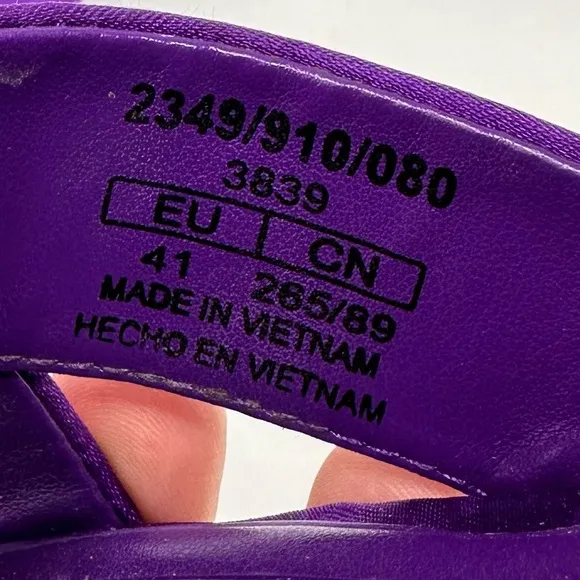 2349/910/080
3839
EU CN
41 265/89
MADE IN VIETNAM
HECHO EN VIETNAM